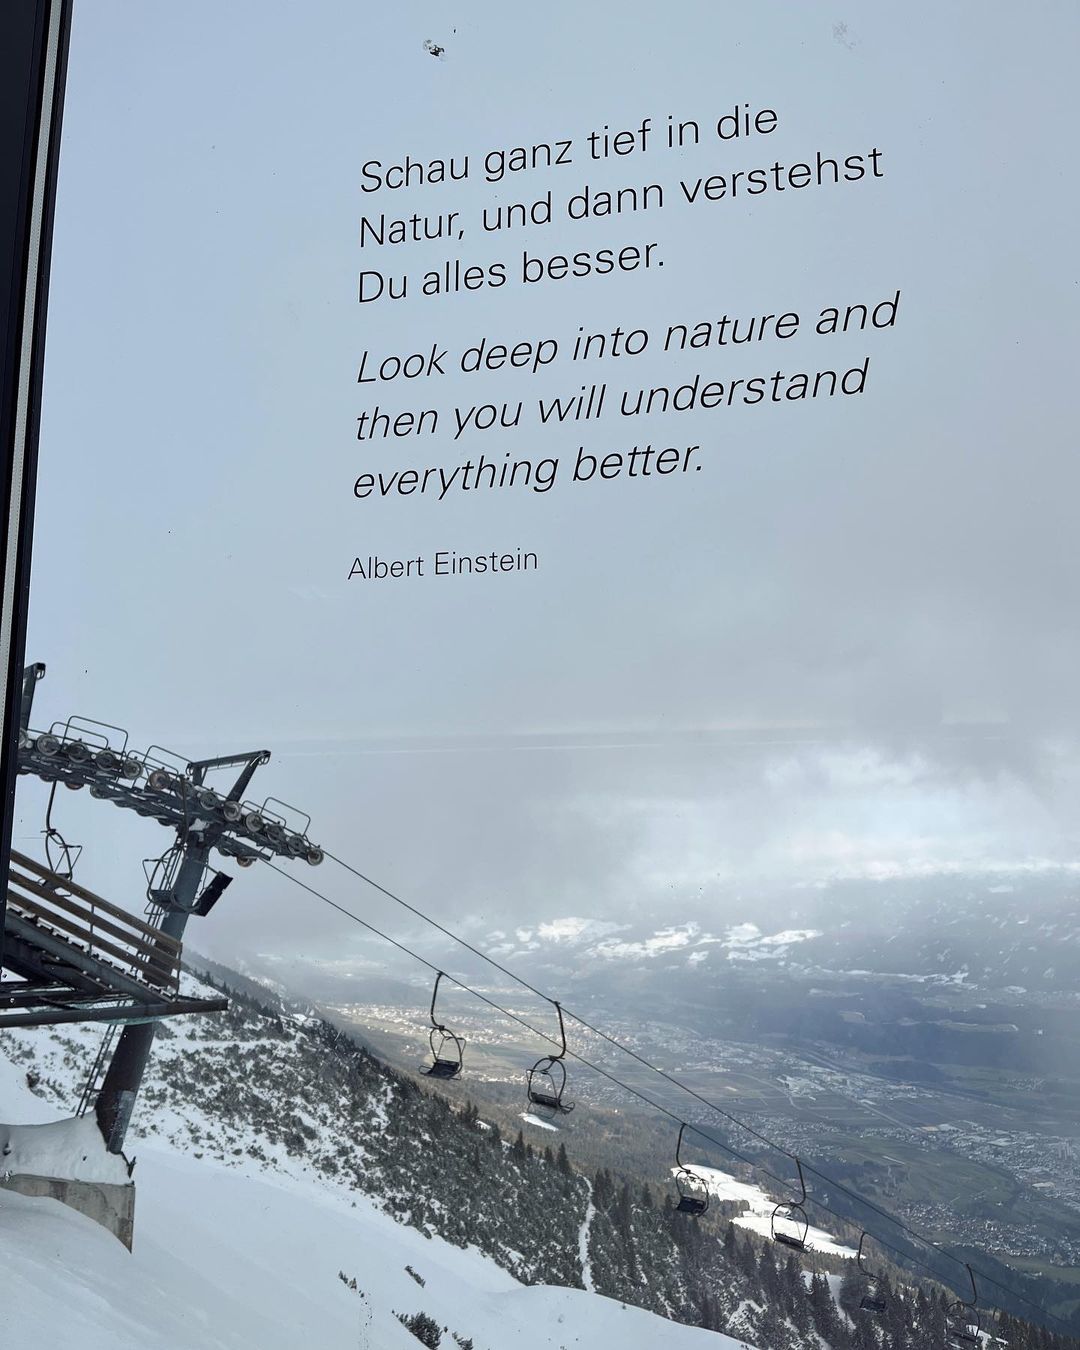 Schau ganz tief in die
Natur, und dann verstehst
Du alles besser.
Look deep into nature and
then you will understand
everything better.
Albert Einstein